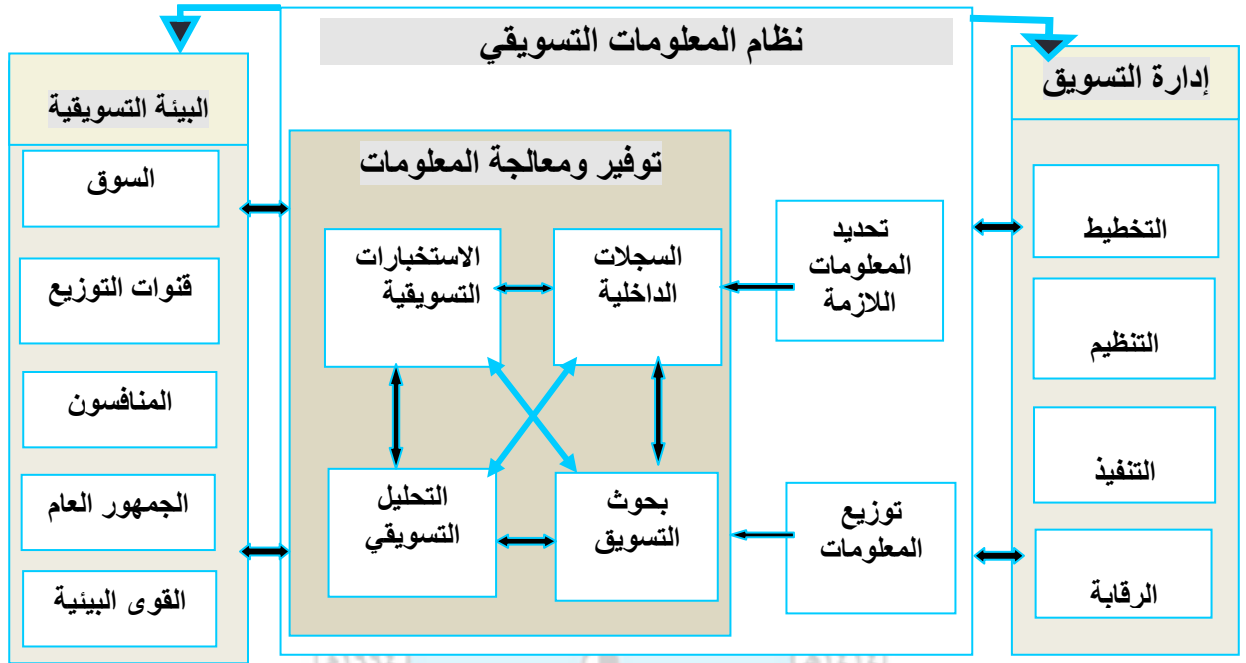 نظام المعلومات التسويقي
إدارة التسويق
التخطيط
التنظيم
التنفيذ
الرقابة
تحديد
المعلومات
اللازمة
توزيع
المعلومات
توفير ومعالجة المعلومات
السجلات
الداخلية
الاستخبارات
التسويقية
بحوث
التسويق
التحليل
التسويقي
البيئة التسويقية
السوق
قنوات التوزيع
المنافسون
الجمهور العام
القوى البيئية